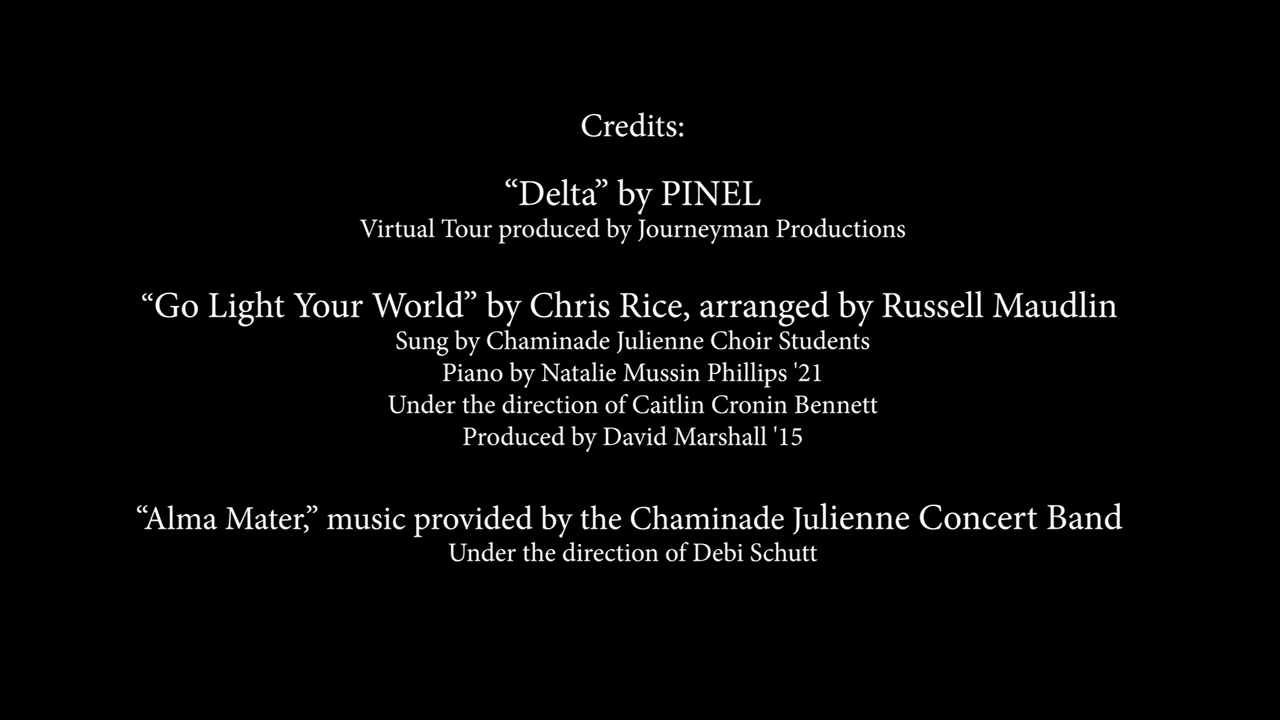 Credits:
“Delta” by PINEL
Virtual Tour produced by Journeyman Productions
“Go Light Your World” by Chris Rice, arranged by Russell Maudlin
Sung by Chaminade Julienne Choir Students
Piano by Natalie Mussin Phillips '21
Under the direction of Caitlin Cronin Bennett
Produced by David Marshall '15
“Alma Mater,” music provided by the Chaminade Julienne Concert Band
Under the direction of Debi Schutt